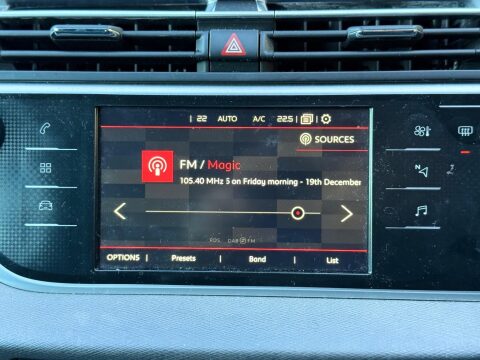 22 AUTO A/C 22.5
SOURCES
FM / Magic
105.40 MHz 5 on Friday morning - 19th December
RDS DAB FM
OPTIONS Presets Band List
N